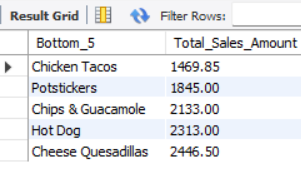 Result Grid Filter Rows:
Bottom_5 Total_Sales_Amount
Chicken Tacos 1469.85
Potstickers 1845.00
Chips & Guacamole 2133.00
Hot Dog 2313.00
Cheese Quesadillas 2446.50